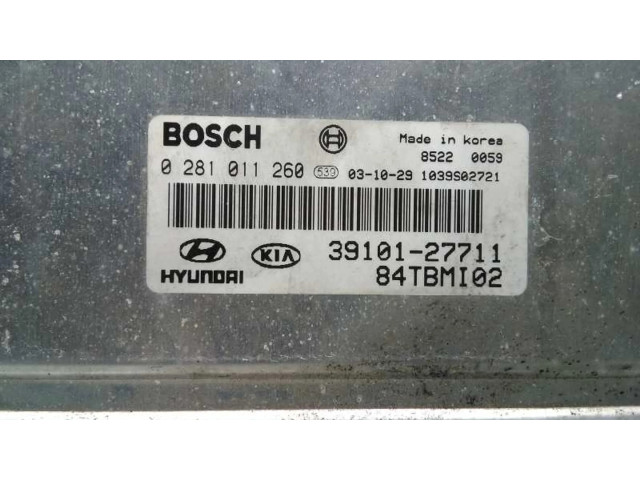 BOSCH
Made in korea
8522 0059
0 281 011 260 539 03-10-29 1039S02721
HYUNDAI KIA 39101-27711
84TBMI02